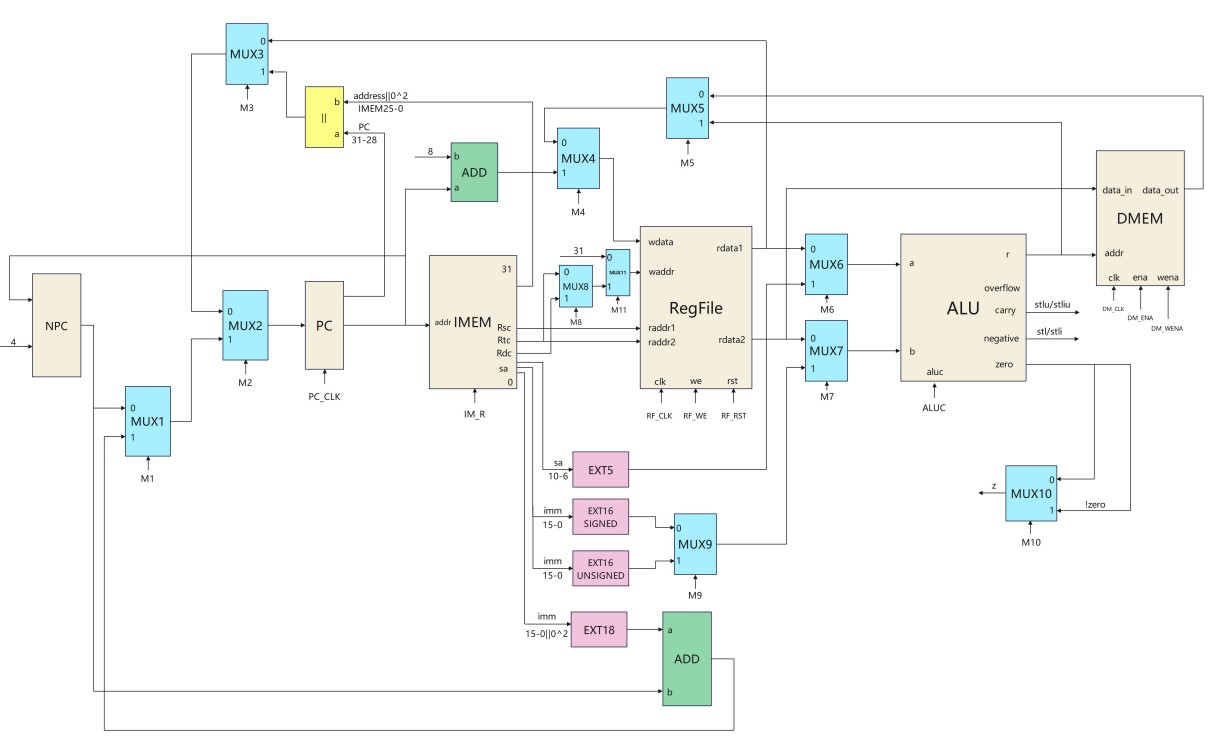 0
MUX3
1
M3
address||0^2
b
IMEM25-0
||
PC
a
31-28
0
MUX5
1
M5
8
b
ADD
a
0
MUX4
1
M4
data_in
data_out
DMEM
addr
clk
ena
wena
DM_CLK
DM_ENA
DM_WENA
wdata
rdata1
waddr
RegFile
raddr1
raddr2
rdata2
clk
we
rst
RF_CLK
RF_WE
RF_RST
31
0
MUX11
1
M11
0
MUX8
1
M8
31
addr
IMEM
Rsc
Rtc
Rdc
sa
0
IM_R
0
MUX6
1
M6
0
MUX7
1
M7
a
r
overflow
ALU
carry
stlu/stliu
negative
stl/stli
b
zero
aluc
ALUC
NPC
4
0
MUX2
1
M2
PC
PC_CLK
0
MUX1
1
M1
sa
10-6
EXT5
imm
15-0
EXT16
SIGNED
imm
15-0
EXT16
UNSIGNED
0
MUX9
1
M9
0
z
MUX10
1
!zero
M10
imm
15-0||0^2
EXT18
a
ADD
b